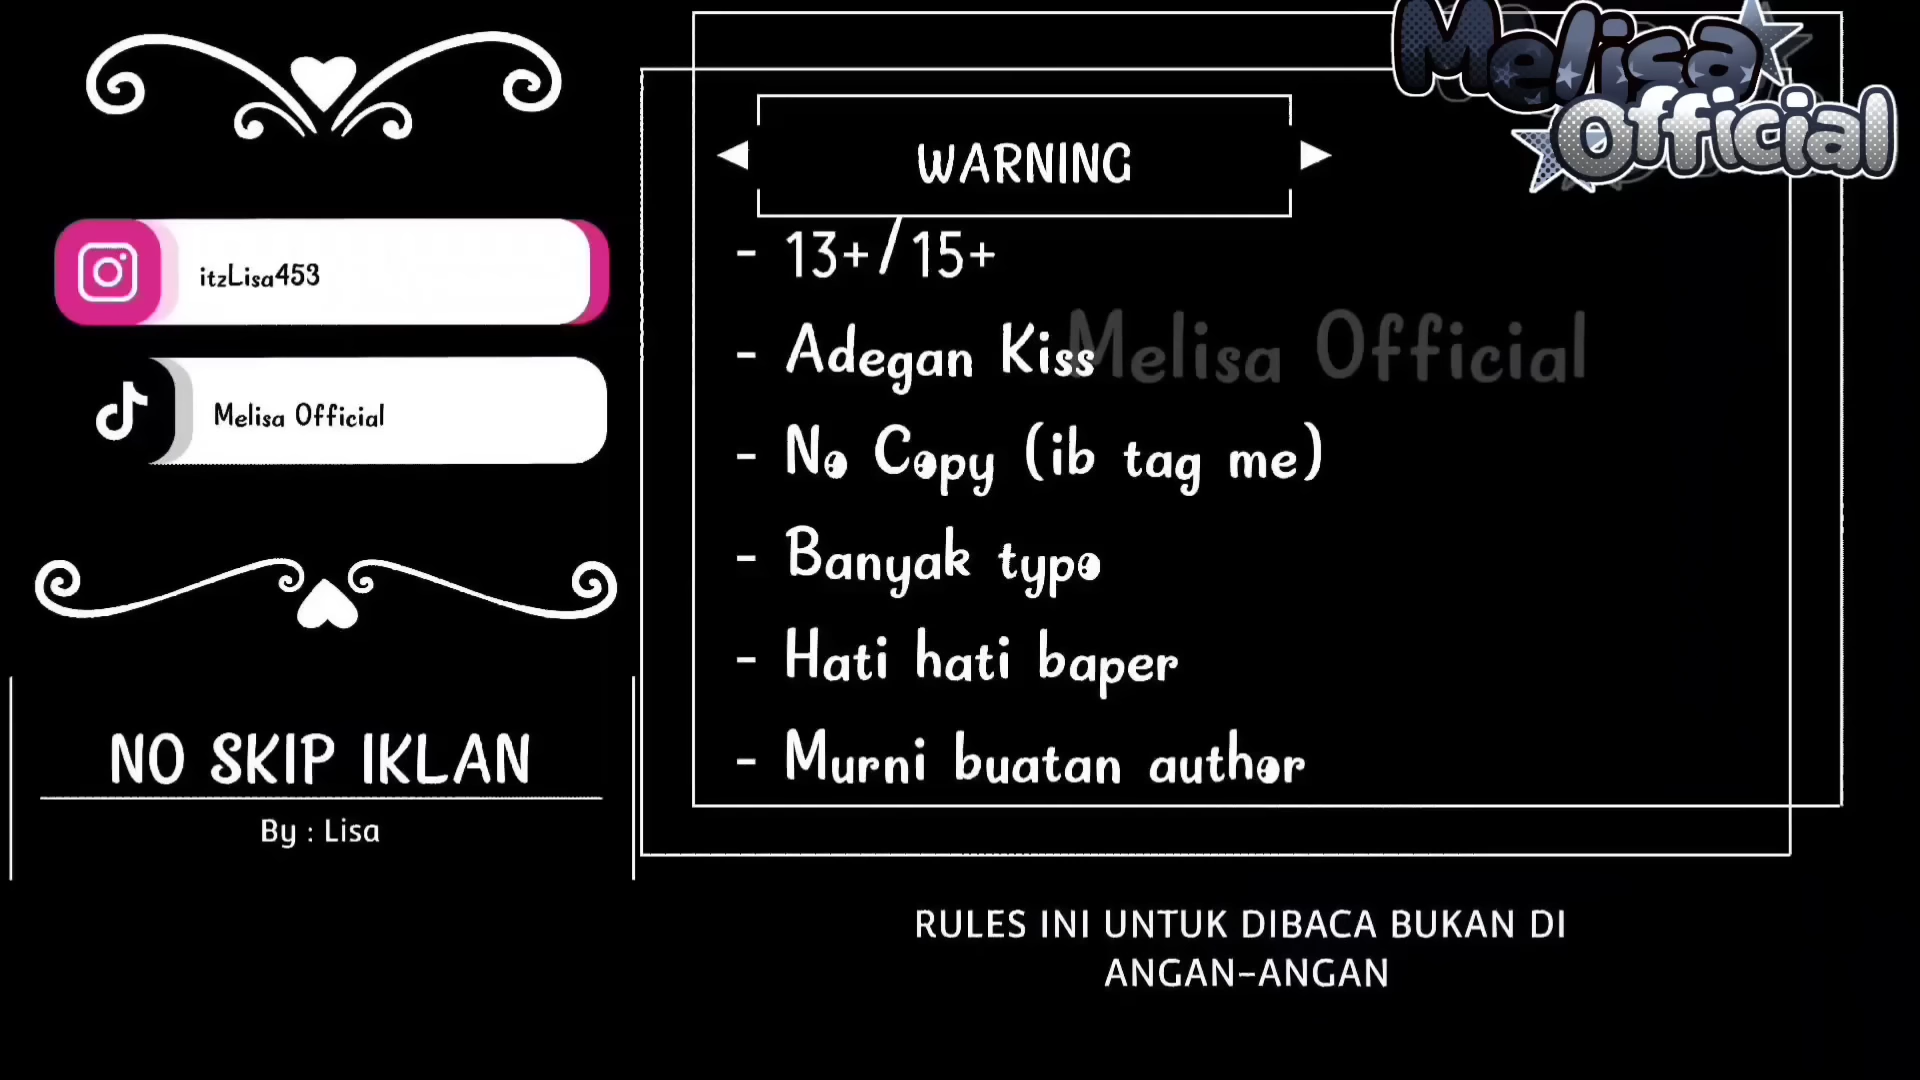 itzLisa453
Melisa Official
NO SKIP IKLAN
By : Lisa
Melisa
Official
WARNING
- 13+/15+
- Adegan Kiss
Melisa Official
- No Copy (ib tag me)
- Banyak typo
- Hati hati baper
- Murni buatan author
RULES INI UNTUK DIBACA BUKAN DI
ANGAN-ANGAN